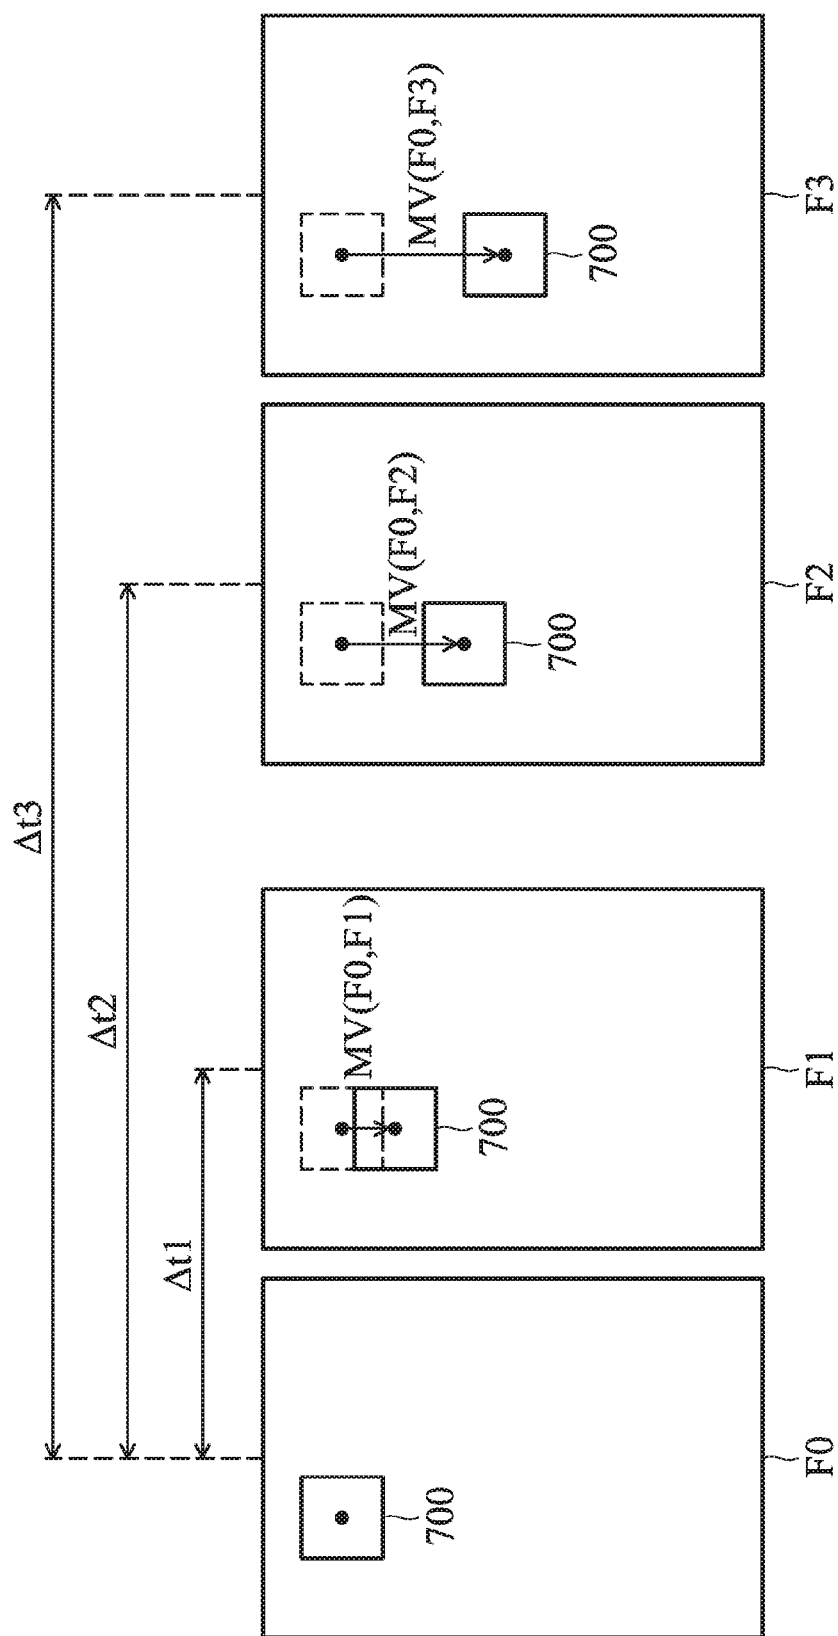 Δt3
Δt2
Δt1
MV(F0,F1)
MV(F0,F2)
MV(F0,F3)
700
700
700
700
F0
F1
F2
F3